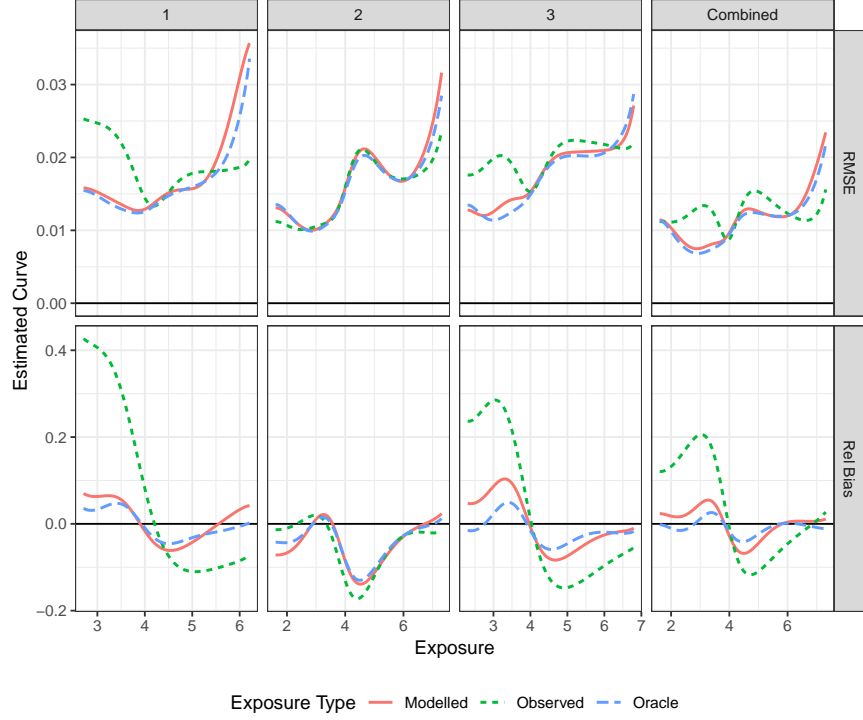 1 2 3 Combined
0.03
0.02
0.01
0.00
RMSE
0.4
0.2
0.0
−0.2
Rel Bias
Estimated Curve
3 4 5 6 2 4 6 3 4 5 6 7 2 4 6
Exposure
Exposure Type Modelled Observed Oracle